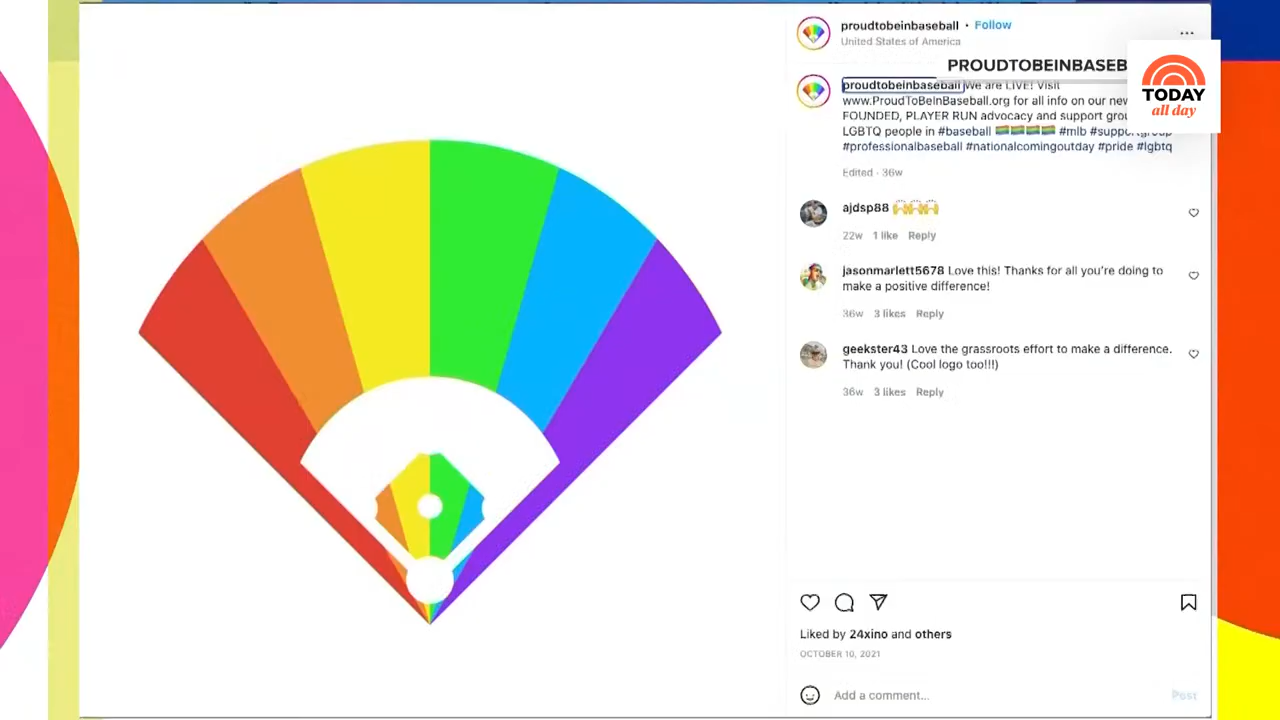 proudtobeinbaseball • Follow
United States of America
PROUDTOBEINBASEB
TODAY
all day
proudtobeinbaseball We are LIVE! Visit
www.ProudToBeInBaseball.org for all info on our new
FOUNDED, PLAYER RUN advocacy and support grou
LGBTQ people in #baseball 🏳️‍🌈🏳️‍🌈🏳️‍🌈🏳️‍🌈 #mlb #supportgroup
#professionalbaseball #nationalcomingoutday #pride #lgbtq
Edited · 36w
ajdsp88 🙌🙌🙌
22w 1 like Reply
jasonmarlett5678 Love this! Thanks for all you're doing to
make a positive difference!
36w 3 likes Reply
geekster43 Love the grassroots effort to make a difference.
Thank you! (Cool logo too!!!)
36w 3 likes Reply
Liked by 24xino and others
OCTOBER 10, 2021
Add a comment...
Post